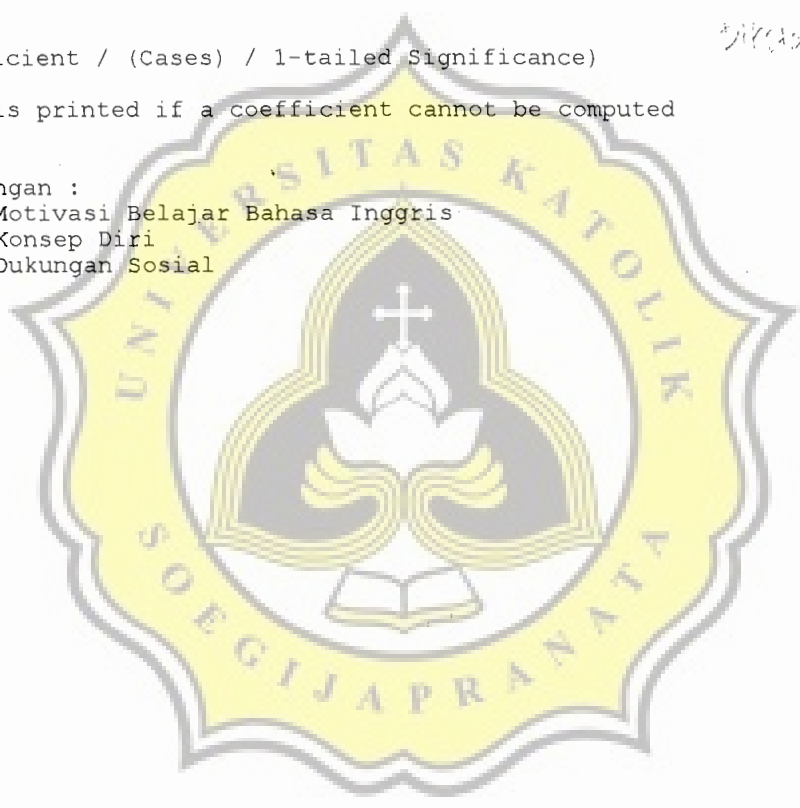 icient / (Cases) / 1-tailed Significance)
is printed if a coefficient cannot be computed
ngan :
Motivasi Belajar Bahasa Inggris
Konsep Diri
Dukungan Sosial
UNIVERSITAS KATOLIK
SOEGIJAPRANATA